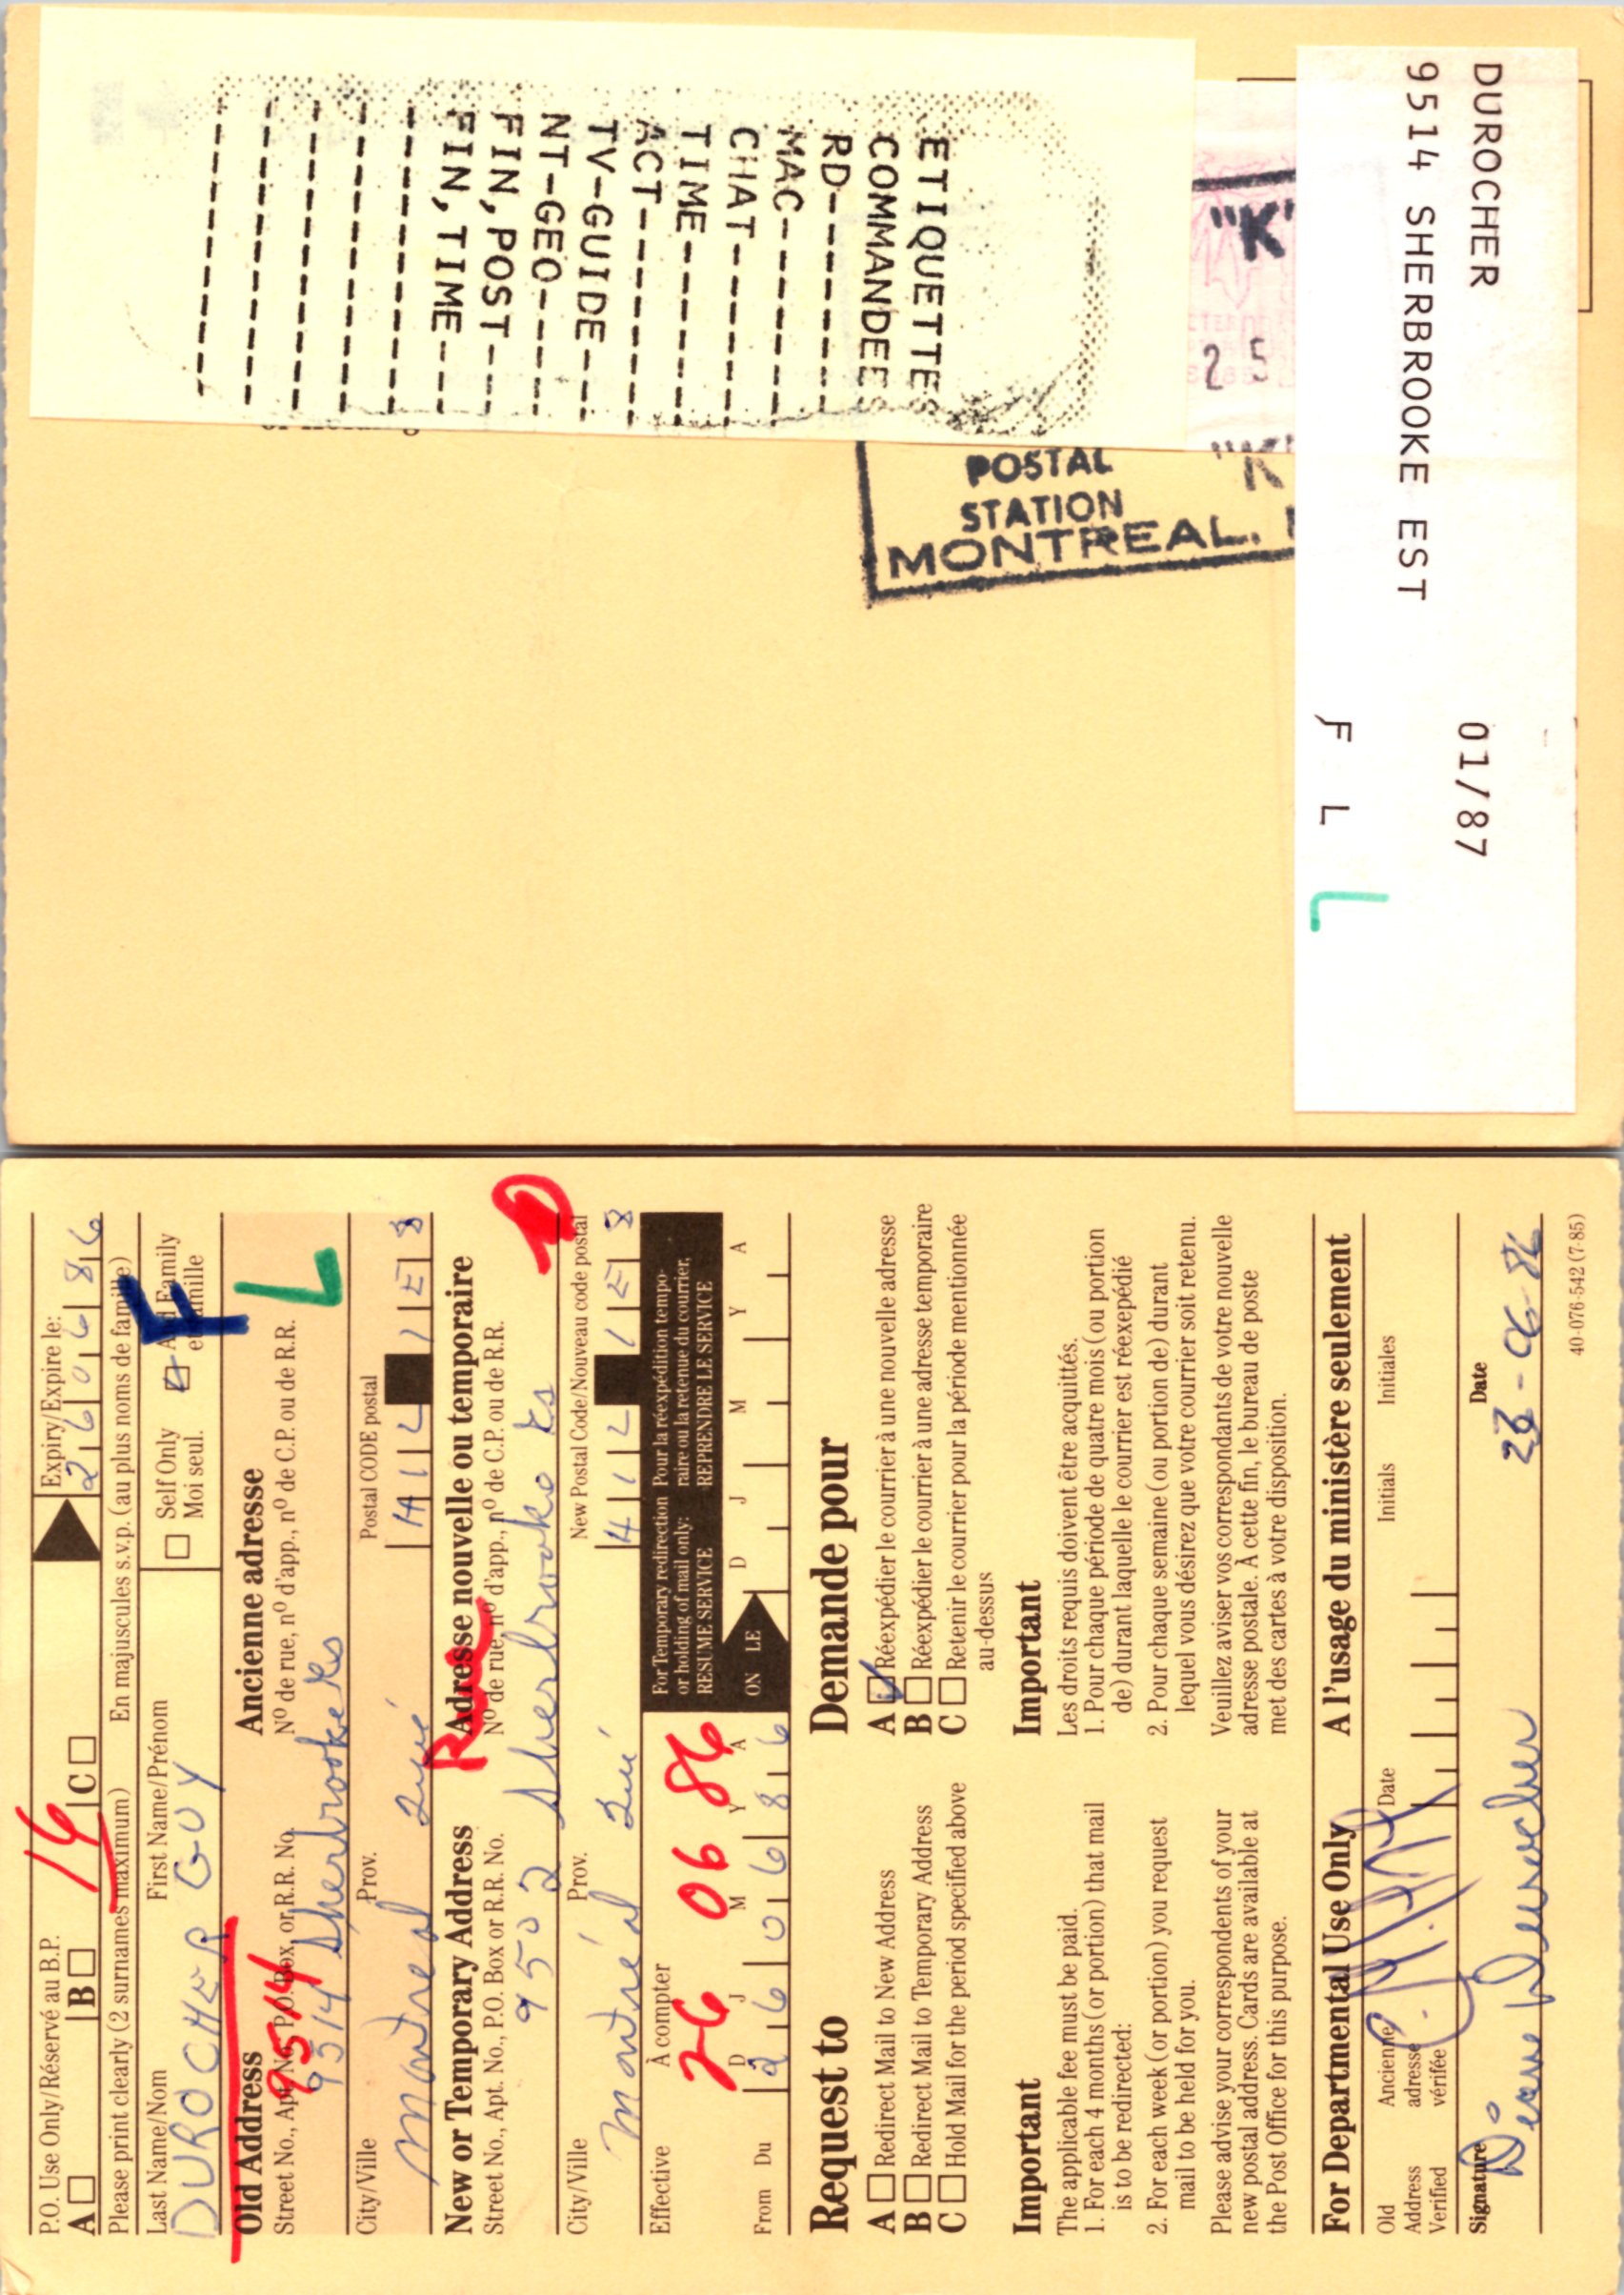 DUROCHER 01/87
9514 SHERBROOKE EST F L L
"K"
25
"K
POSTAL
STATION
MONTREAL.
ETIQUETTES
COMMANDEES
RD--------
MAC-------
CHAT------
TIME------
ACT-------
TV-GUIDE---
NT-GEO----
FIN,POST---
FIN,TIME---
P.O. Use Only/Réservé au B.P. 14 Expiry/Expire le:
A B C 260686
Please print clearly (2 surnames maximum) En majuscules s.v.p. (au plus noms de famille)
Last Name/Nom First Name/Prénom Self Only And Family
Moi seul. et famille
DUROCHER GUY F
Old Address Ancienne adresse L
Street No., Apt. No., P.O. Box, or R.R. No. Nº de rue, nº d'app., nº de C.P. ou de R.R.
9514
9514 Sherbrooke Es
City/Ville Prov. Postal CODE postal
Montréal H1L 1E8
New or Temporary Address Adresse nouvelle ou temporaire
Street No., Apt. No., P.O. Box or R.R. No. Nº de rue, nº d'app., nº de C.P. ou de R.R.
9502 Sherbrooke Es
City/Ville Prov. New Postal Code/Nouveau code postal
Montréal H1L 1E8
Effective À compter
26 06 86
For Temporary redirection or holding of mail only:
RESUME SERVICE
Pour la réexpédition temporaire ou la retenue du courrier,
REPRENDRE LE SERVICE
From Du D J M Y A ON LE D J M Y A
260686
Request to
A Redirect Mail to New Address
B Redirect Mail to Temporary Address
C Hold Mail for the period specified above
Demande pour
A Réexpédier le courrier à une nouvelle adresse
B Réexpédier le courrier à une adresse temporaire
C Retenir le courrier pour la période mentionnée
au-dessus
Important
The applicable fee must be paid.
1. For each 4 months (or portion) that mail
is to be redirected:
2. For each week (or portion) you request
mail to be held for you.
Please advise your correspondents of your
new postal address. Cards are available at
the Post Office for this purpose.
Important
Les droits requis doivent être acquittés.
1. Pour chaque période de quatre mois (ou portion
de) durant laquelle le courrier est réexepédié
2. Pour chaque semaine (ou portion de) durant
lequel vous désirez que votre courrier soit retenu.
Veuillez aviser vos correspondants de votre nouvelle
adresse postale. À cette fin, le bureau de poste
met des cartes à votre disposition.
For Departmental Use Only A l'usage du ministère seulement
Old Ancienne Date Initials Initiales
Address adresse
Verified vérifée
Signature Date
Durocher 23-06-86
40-076-542 (7-85)